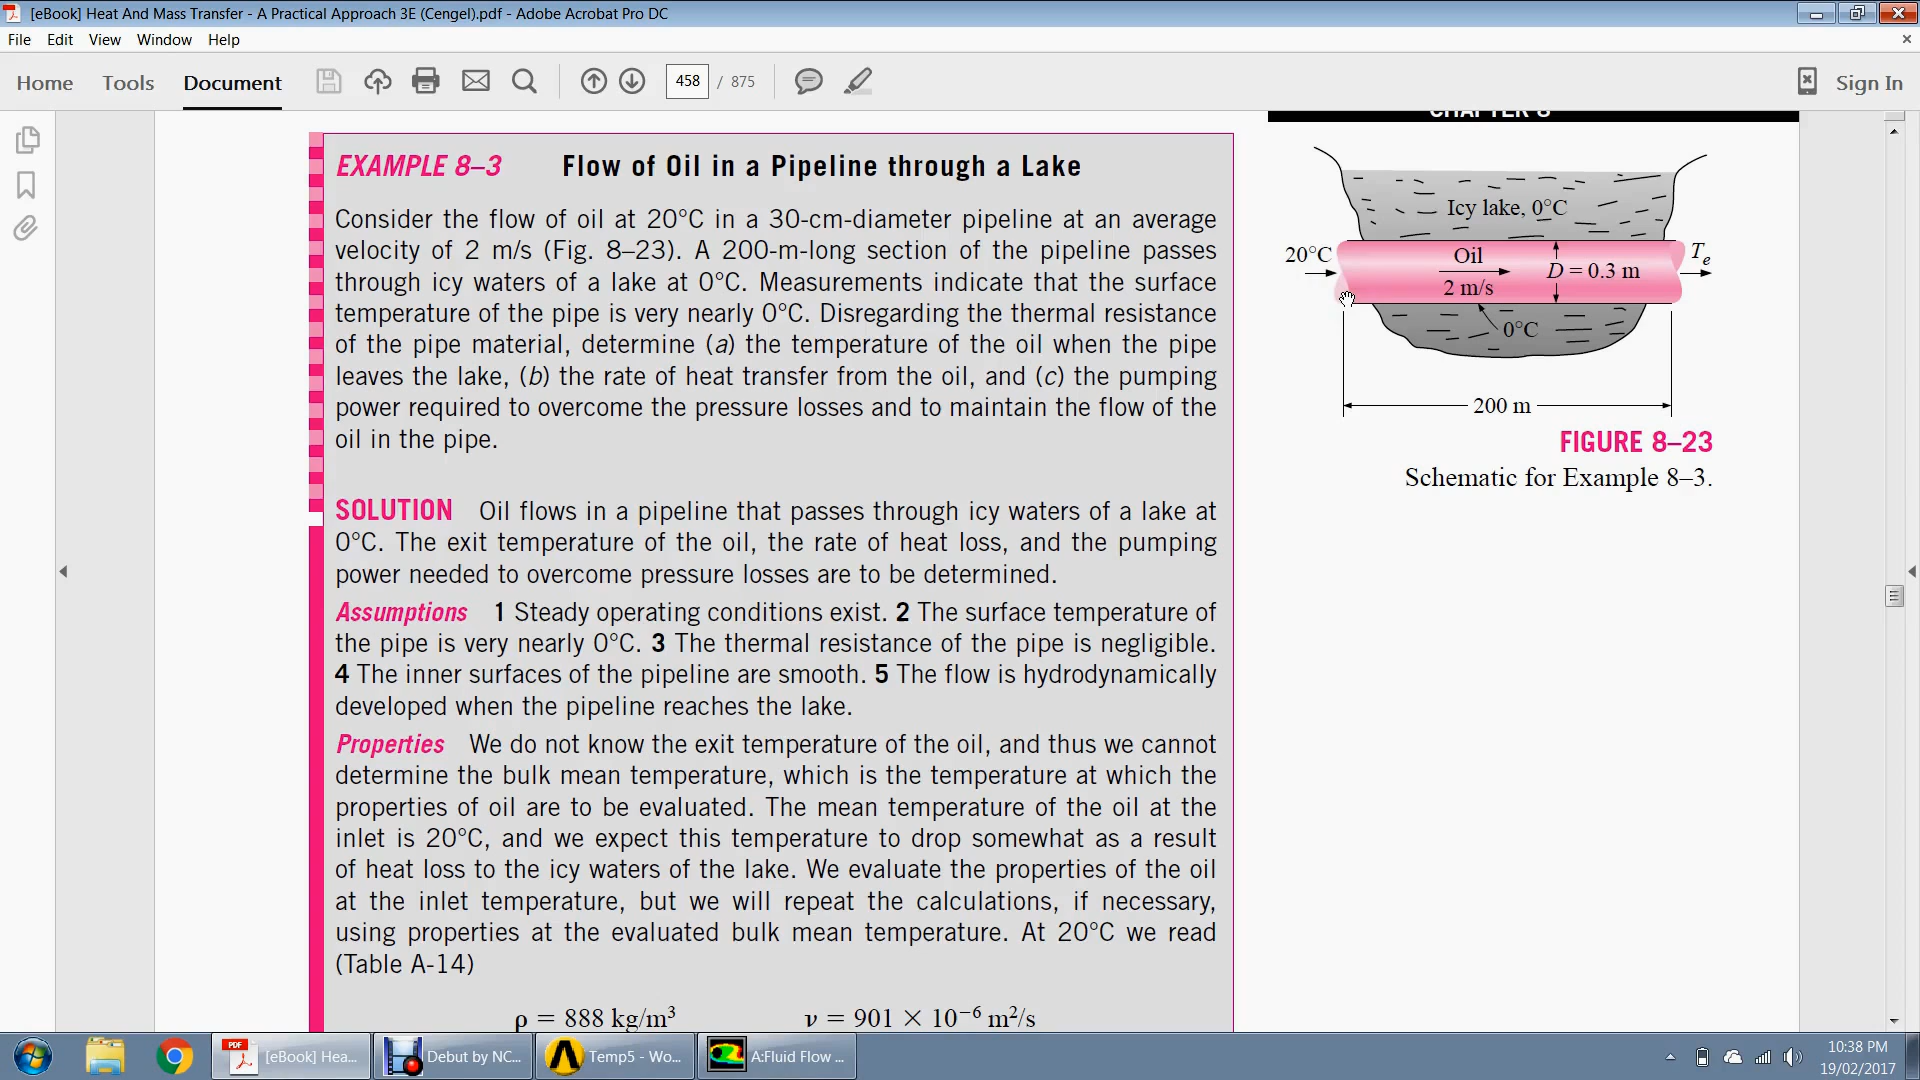 [eBook] Heat And Mass Transfer - A Practical Approach 3E (Cengel).pdf - Adobe Acrobat Pro DC
File Edit View Window Help
Home Tools Document 458 / 875 Sign In
CHAPTER 8
EXAMPLE 8–3 Flow of Oil in a Pipeline through a Lake
Consider the flow of oil at 20°C in a 30-cm-diameter pipeline at an average
velocity of 2 m/s (Fig. 8–23). A 200-m-long section of the pipeline passes
through icy waters of a lake at 0°C. Measurements indicate that the surface
temperature of the pipe is very nearly 0°C. Disregarding the thermal resistance
of the pipe material, determine (a) the temperature of the oil when the pipe
leaves the lake, (b) the rate of heat transfer from the oil, and (c) the pumping
power required to overcome the pressure losses and to maintain the flow of the
oil in the pipe.
SOLUTION Oil flows in a pipeline that passes through icy waters of a lake at
0°C. The exit temperature of the oil, the rate of heat loss, and the pumping
power needed to overcome pressure losses are to be determined.
Assumptions 1 Steady operating conditions exist. 2 The surface temperature of
the pipe is very nearly 0°C. 3 The thermal resistance of the pipe is negligible.
4 The inner surfaces of the pipeline are smooth. 5 The flow is hydrodynamically
developed when the pipeline reaches the lake.
Properties We do not know the exit temperature of the oil, and thus we cannot
determine the bulk mean temperature, which is the temperature at which the
properties of oil are to be evaluated. The mean temperature of the oil at the
inlet is 20°C, and we expect this temperature to drop somewhat as a result
of heat loss to the icy waters of the lake. We evaluate the properties of the oil
at the inlet temperature, but we will repeat the calculations, if necessary,
using properties at the evaluated bulk mean temperature. At 20°C we read
(Table A-14)
ρ = 888 kg/m³ ν = 901 × 10⁻⁶ m²/s
Icy lake, 0°C
20°C
Oil
2 m/s
D = 0.3 m
Te
0°C
200 m
FIGURE 8–23
Schematic for Example 8–3.
PDF
[eBook] Hea...
Debut by NC...
Temp5 - Wo...
A:Fluid Flow ...
10:38 PM
19/02/2017